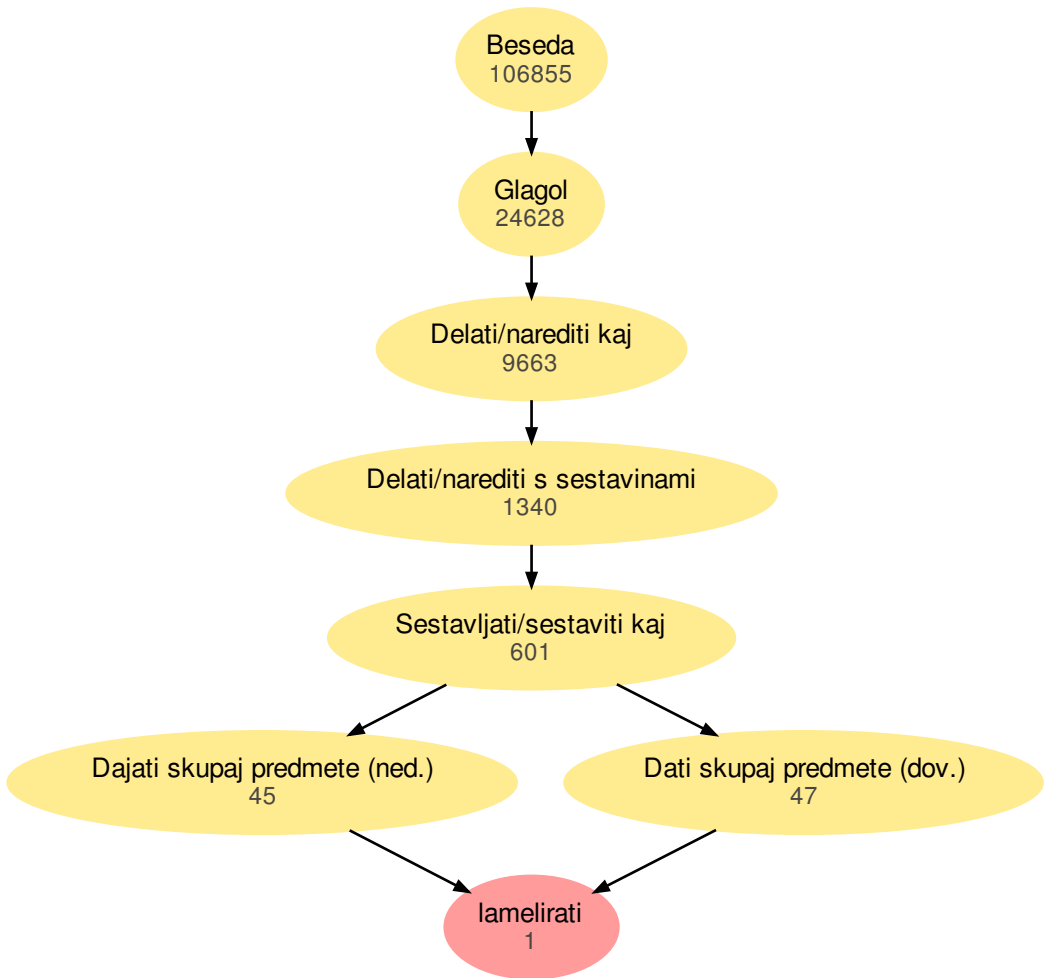 Beseda
106855
Glagol
24628
Delati/narediti kaj
9663
Delati/narediti s sestavinami
1340
Sestavljati/sestaviti kaj
601
Dajati skupaj predmete (ned.)
45
Dati skupaj predmete (dov.)
47
lamelirati
1